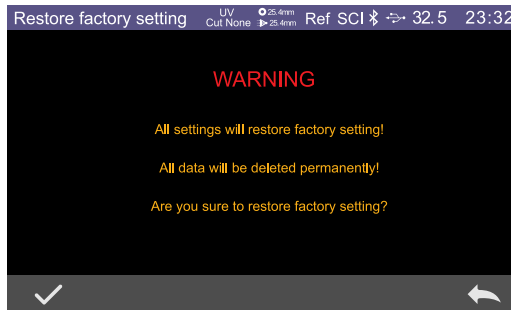 Restore factory setting UV Cut None 25.4mm 25.4mm Ref SCI 32.5 23:32
WARNING
All settings will restore factory setting!
All data will be deleted permanently!
Are you sure to restore factory setting?